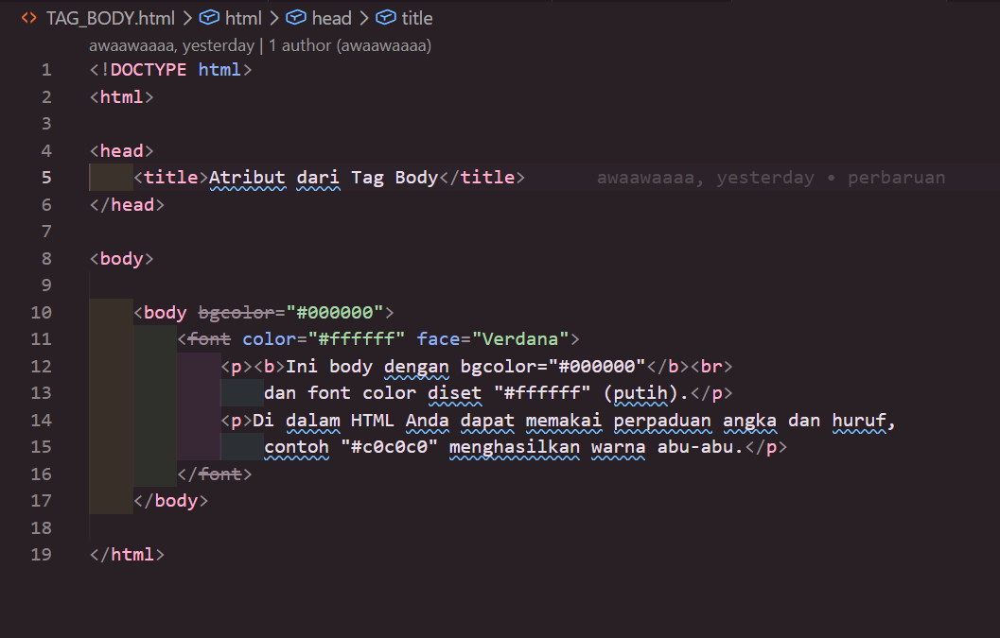 TAG_BODY.html > html > head > title
awaawaaaa, yesterday | 1 author (awaawaaaa)
1 <!DOCTYPE html>
2 <html>
3
4 <head>
5 <title>Atribut dari Tag Body</title> awaawaaaa, yesterday • perbaruan
6 </head>
7
8 <body>
9
10 <body bgcolor="#000000">
11 <font color="#ffffff" face="Verdana">
12 <p><b>Ini body dengan bgcolor="#000000"</b><br>
13 dan font color diset "#ffffff" (putih).</p>
14 <p>Di dalam HTML Anda dapat memakai perpaduan angka dan huruf,
15 contoh "#c0c0c0" menghasilkan warna abu-abu.</p>
16 </font>
17 </body>
18
19 </html>